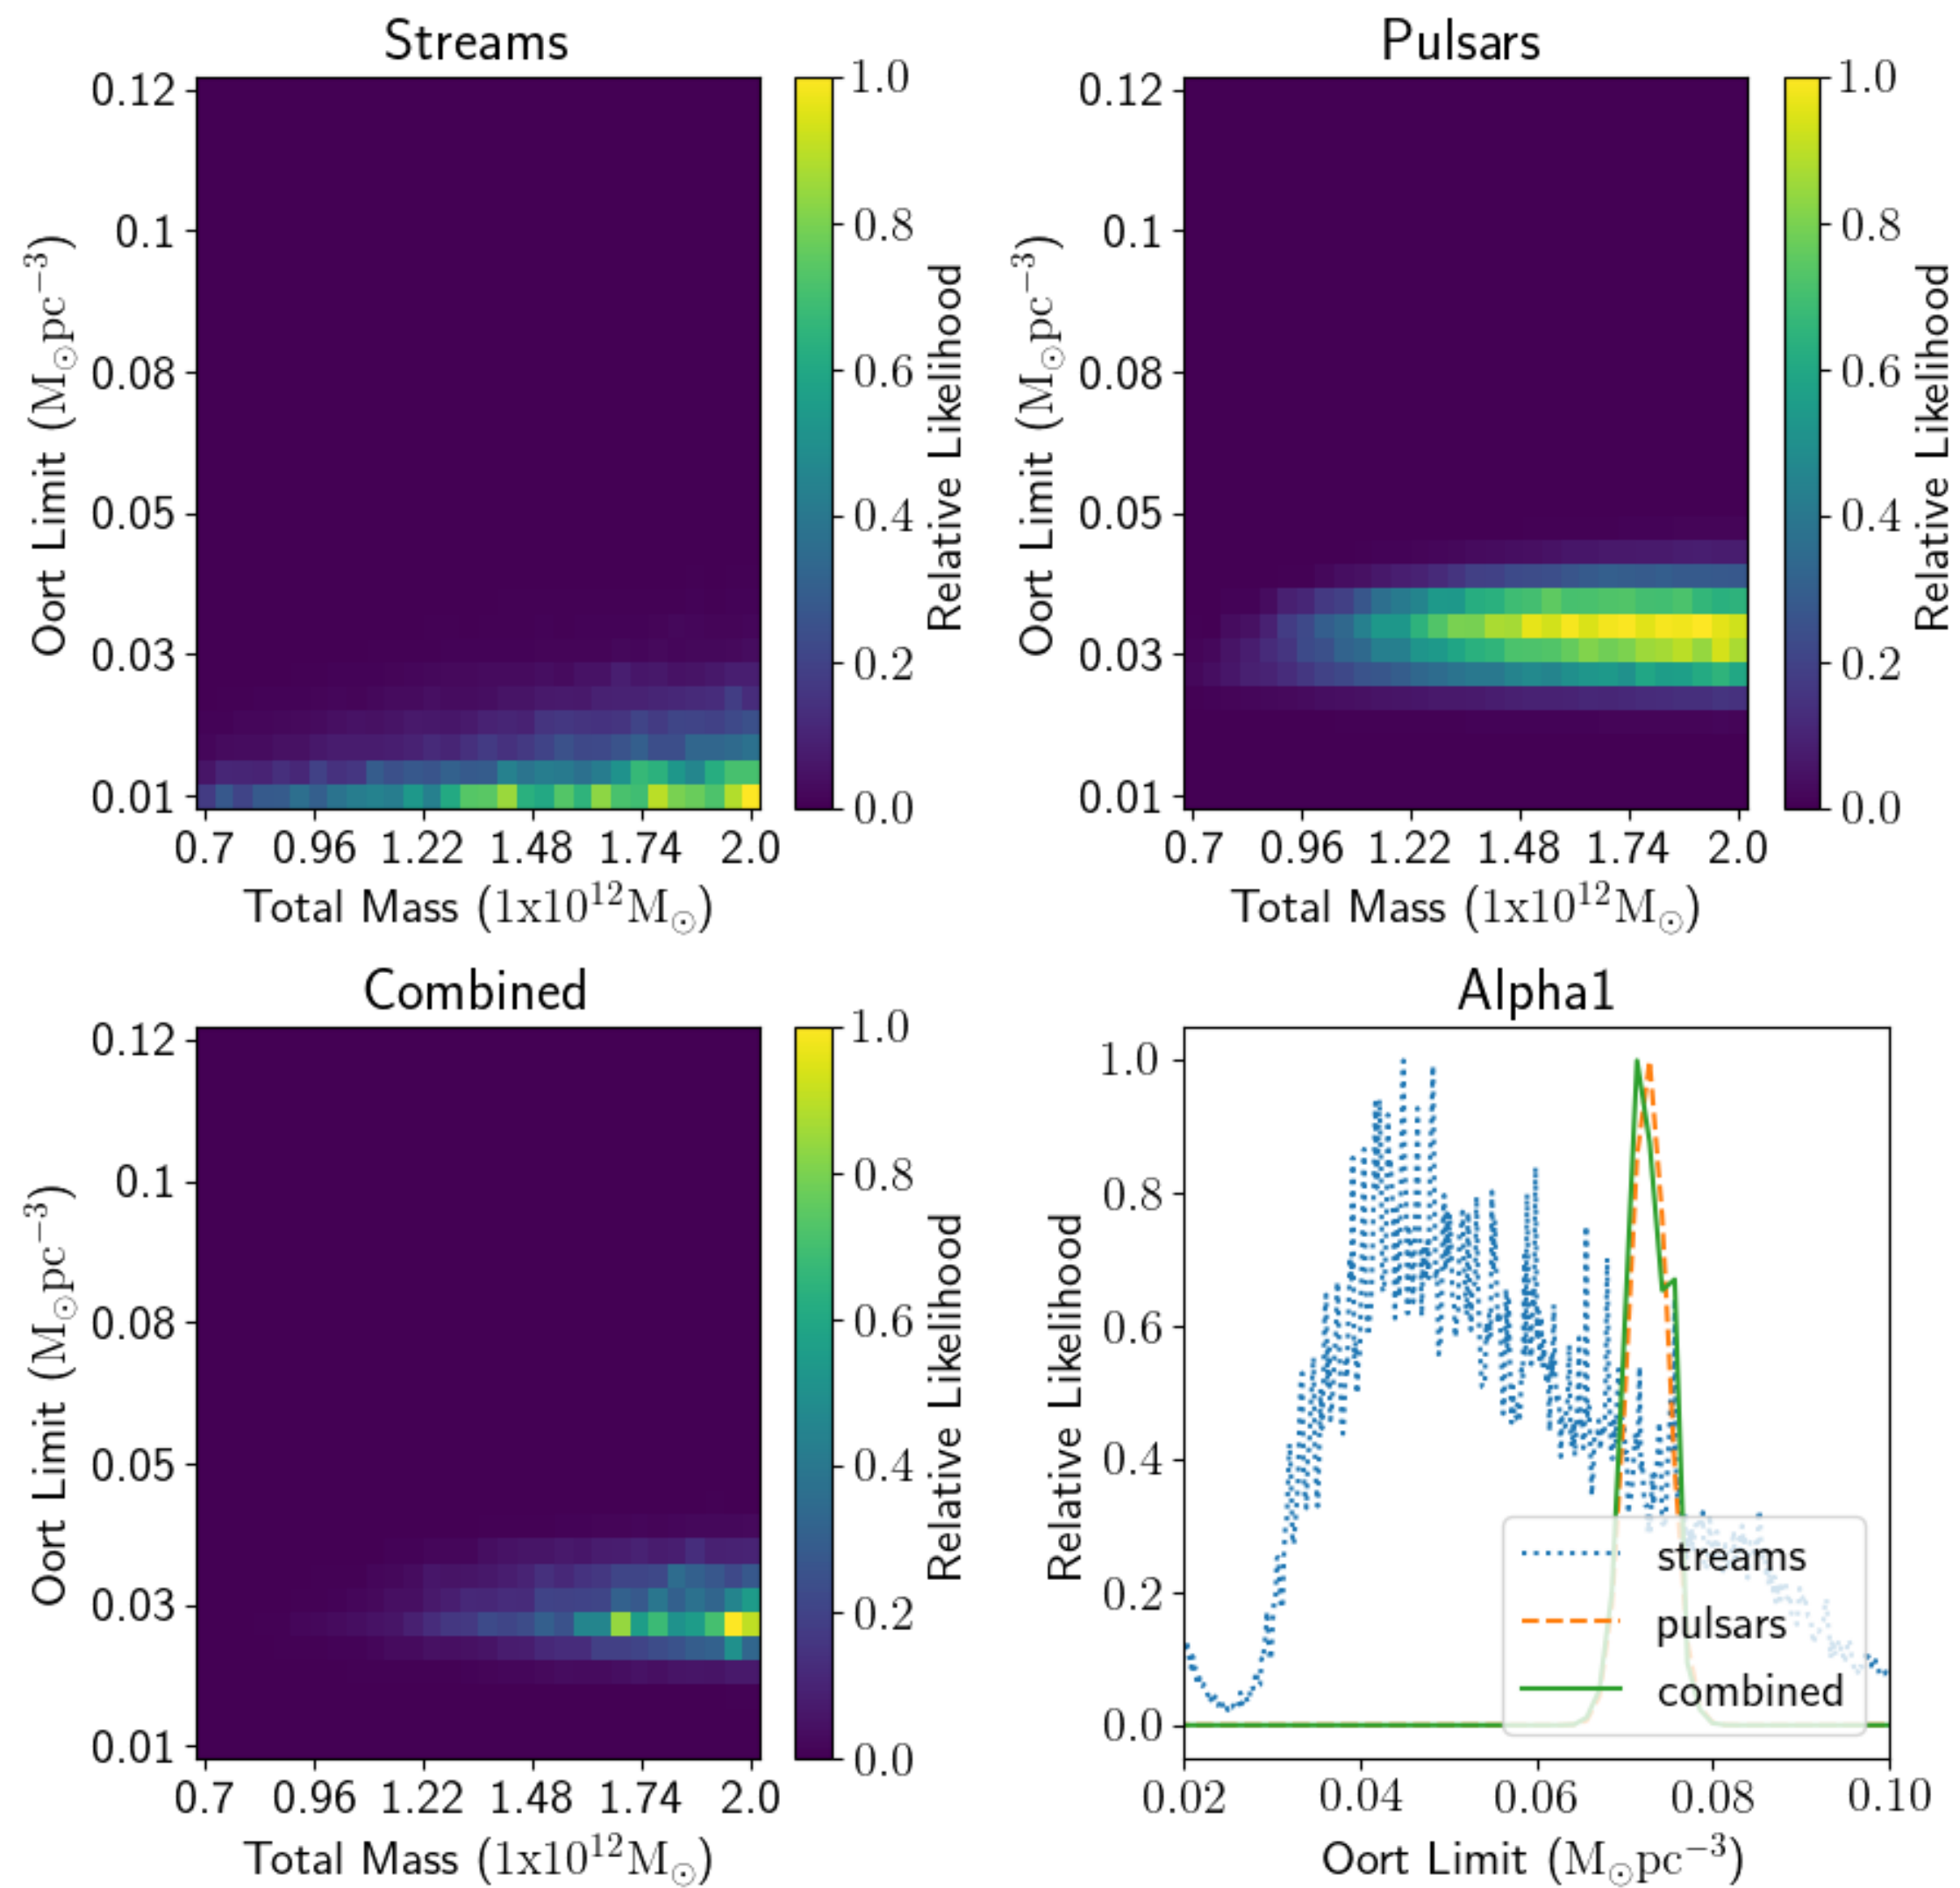 Streams
0.12
0.1
0.08
0.05
0.03
0.01
Oort Limit (M☉pc⁻³)
0.7 0.96 1.22 1.48 1.74 2.0
Total Mass (1x10¹²M☉)
1.0
0.8
0.6
0.4
0.2
0.0
Relative Likelihood
Pulsars
0.12
0.1
0.08
0.05
0.03
0.01
Oort Limit (M☉pc⁻³)
0.7 0.96 1.22 1.48 1.74 2.0
Total Mass (1x10¹²M☉)
1.0
0.8
0.6
0.4
0.2
0.0
Relative Likelihood
Combined
0.12
0.1
0.08
0.05
0.03
0.01
Oort Limit (M☉pc⁻³)
0.7 0.96 1.22 1.48 1.74 2.0
Total Mass (1x10¹²M☉)
1.0
0.8
0.6
0.4
0.2
0.0
Relative Likelihood
Alpha1
1.0
0.8
0.6
0.4
0.2
0.0
Relative Likelihood
streams
pulsars
combined
0.02 0.04 0.06 0.08 0.10
Oort Limit (M☉pc⁻³)